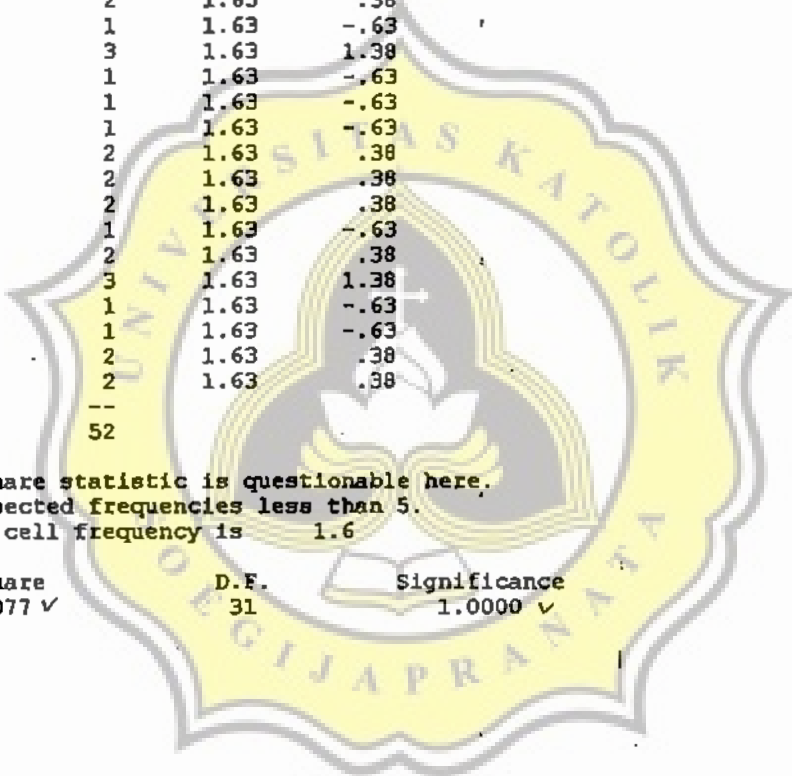 2 1.63 .38
1 1.63 -.63
3 1.63 1.38
1 1.63 -.63
1 1.63 -.63
1 1.63 -.63
2 1.63 .38
2 1.63 .38
2 1.63 .38
1 1.63 -.63
2 1.63 .38
3 1.63 1.38
1 1.63 -.63
1 1.63 -.63
2 1.63 .38
2 1.63 .38
--
52
statistic is questionable here.
frequencies less than 5.
cell frequency is 1.6
D.F. Significance
077 ✓ 31 1.0000 ✓
UNIVERSITAS KATOLIK
SOEGIJAPRANATA